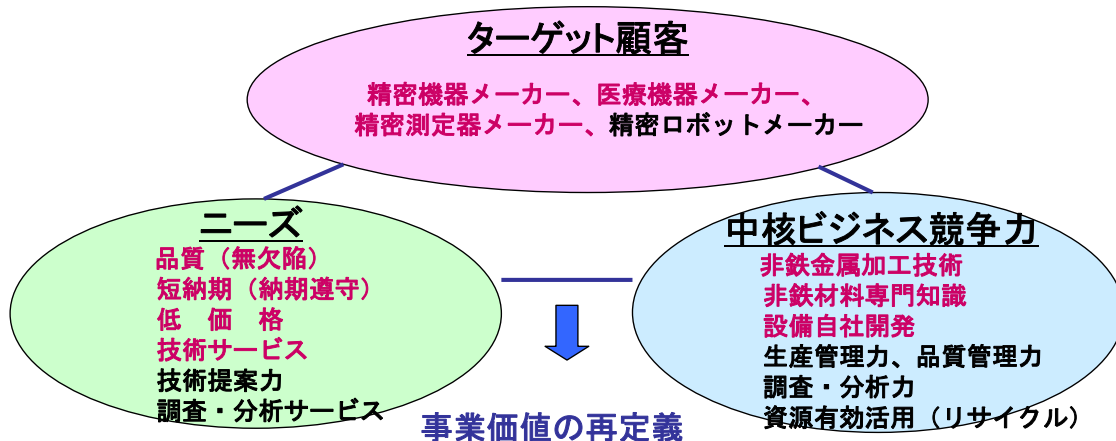 ターゲット顧客
精密機器メーカー、医療機器メーカー、
精密測定器メーカー、精密ロボットメーカー
ニーズ
品質（無欠陥）
短納期（納期遵守）
低　価　格
技術サービス
技術提案力
調査・分析サービス
中核ビジネス競争力
非鉄金属加工技術
非鉄材料専門知識
設備自社開発
生産管理力、品質管理力
調査・分析力
資源有効活用（リサイクル）
事業価値の再定義